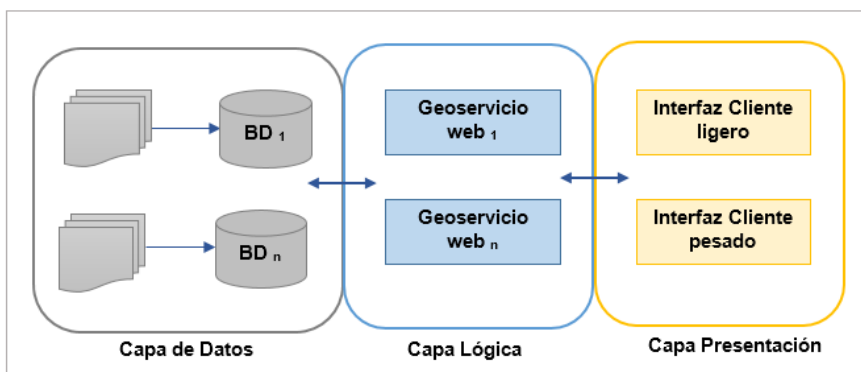 BD 1
BD n
Capa de Datos
Geoservicio
web 1
Geoservicio
web n
Capa Lógica
Interfaz Cliente
ligero
Interfaz Cliente
pesado
Capa Presentación